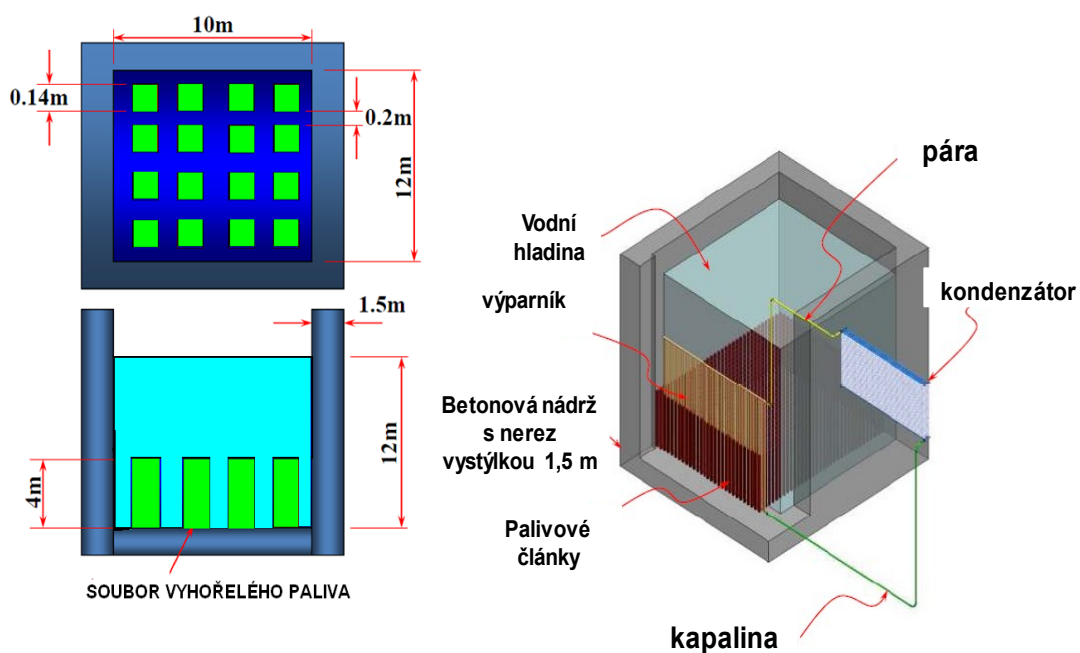 10m
0.14m
0.2m
12m
1.5m
12m
4m
SOUBOR VYHOŘELÉHO PALIVA
pára
Vodní
hladina
výparník
kondenzátor
Betonová nádrž
s nerez
vystýlkou 1,5 m
Palivové
články
kapalina